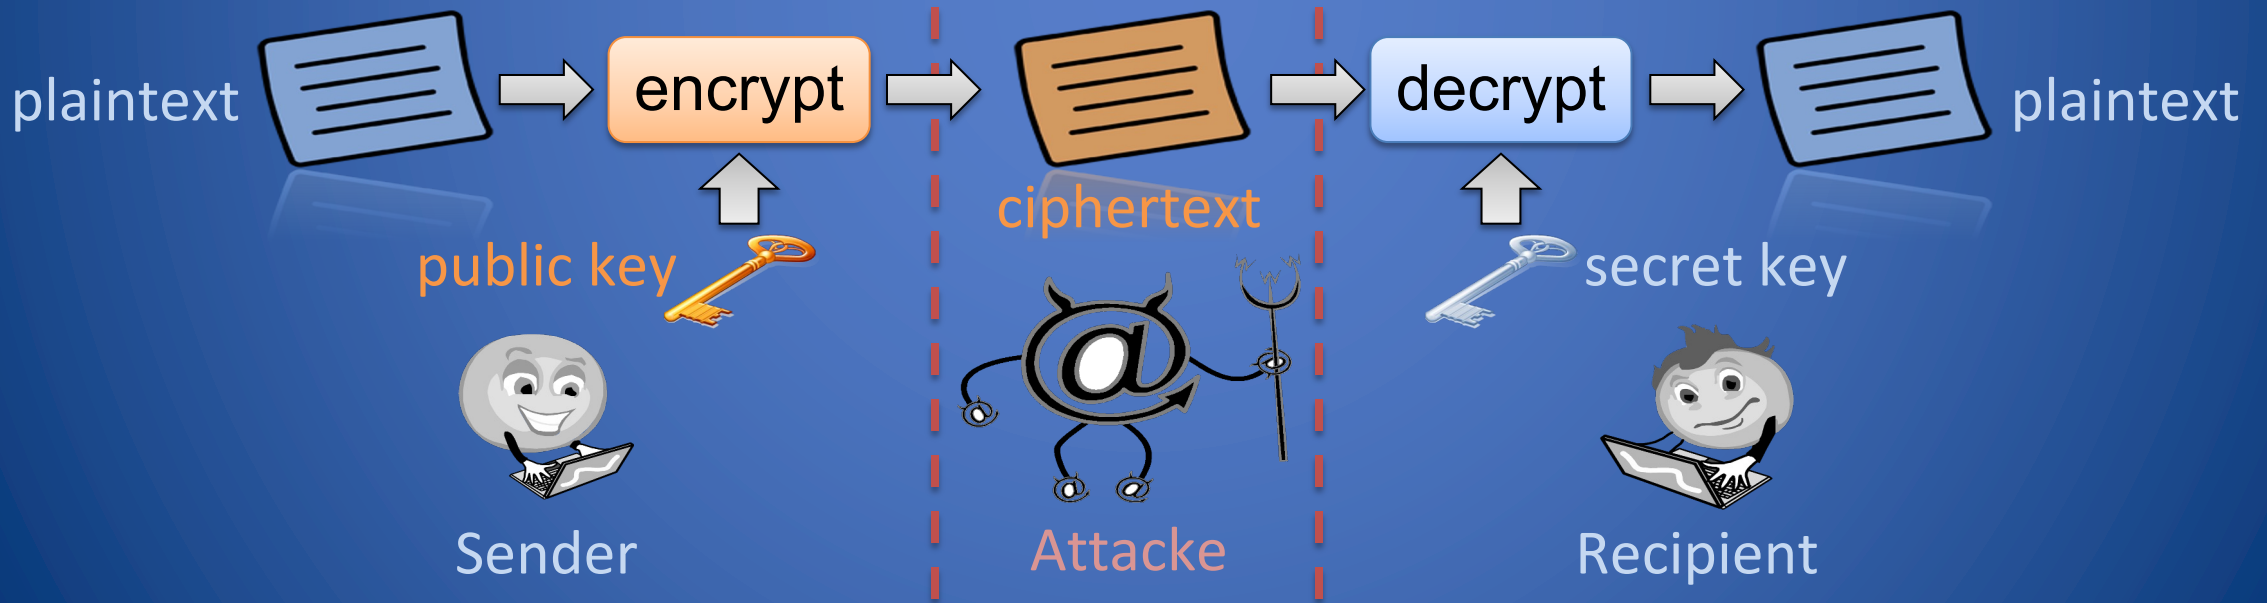 plaintext
encrypt
decrypt
plaintext
ciphertext
public key
secret key
Sender
Attacke
Recipient